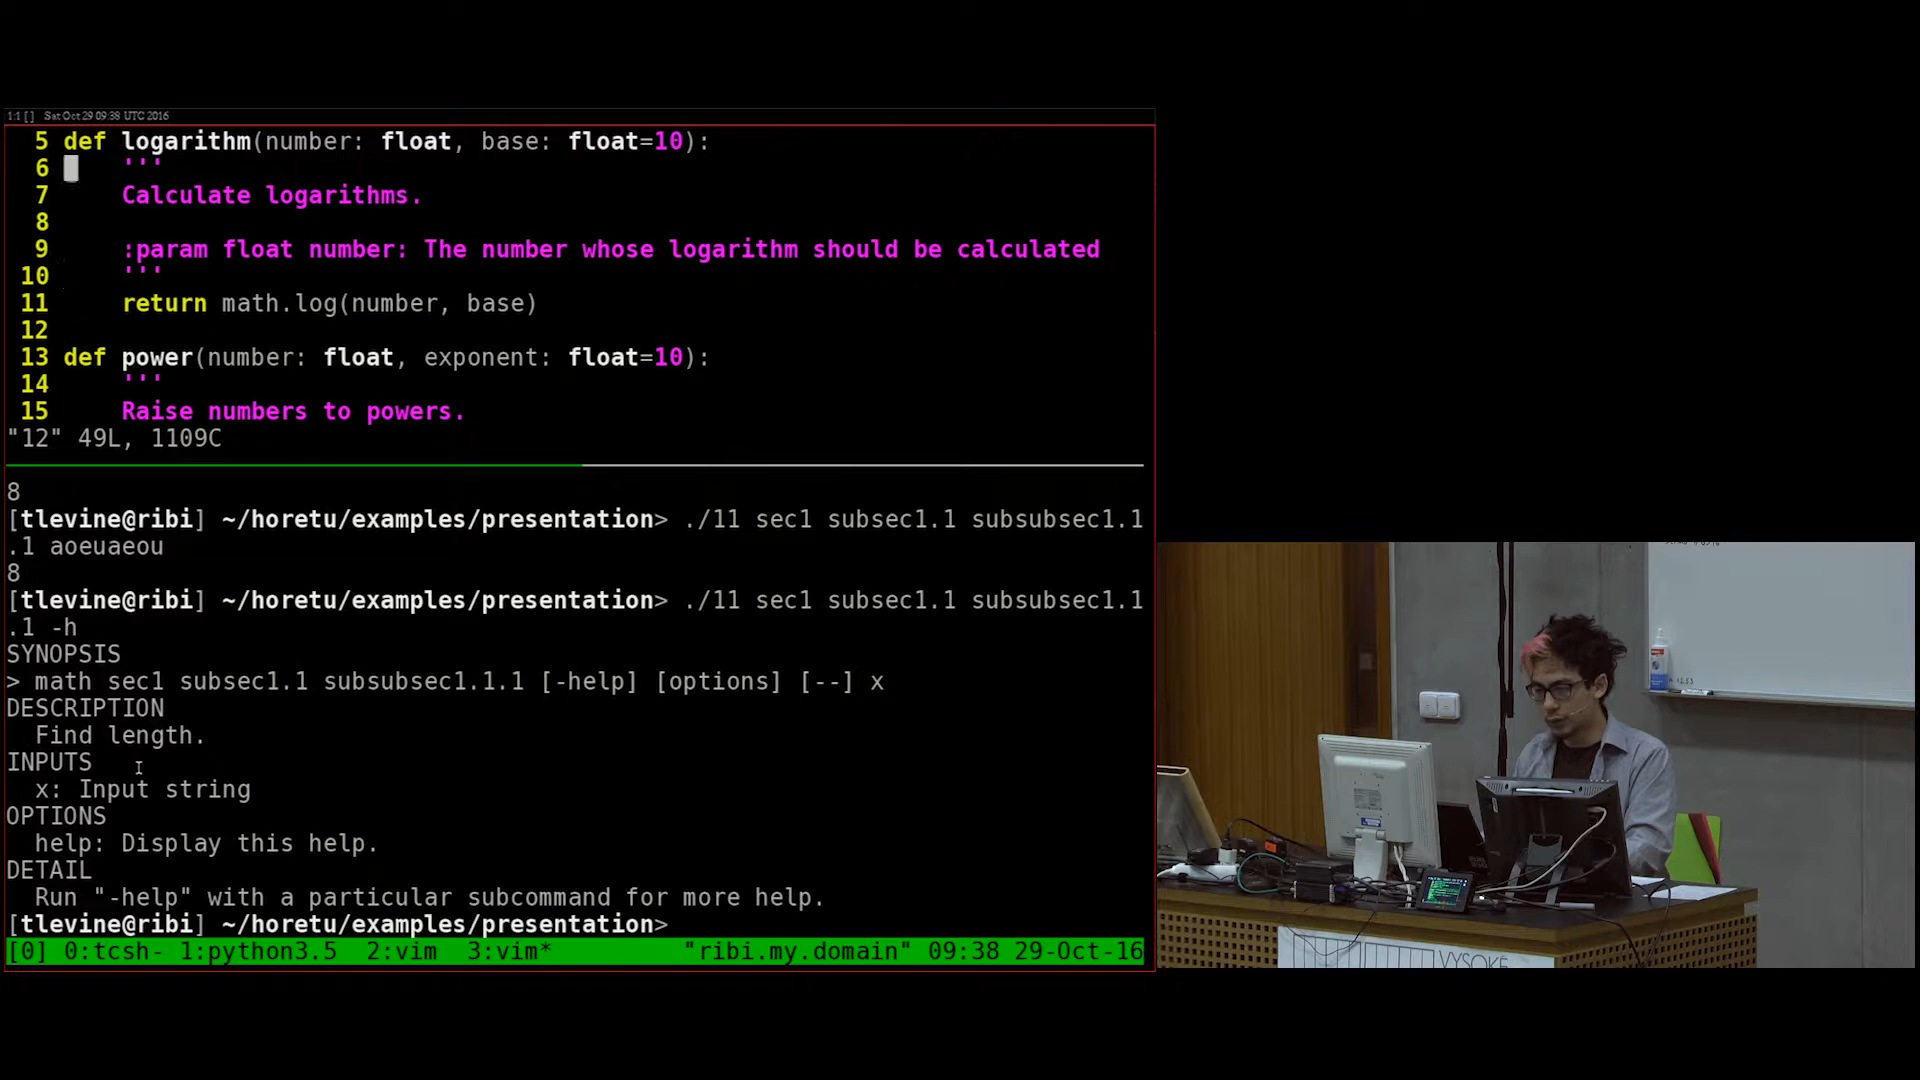 1:1 [ ] Sat Oct 29 09:38 UTC 2016
5 def logarithm(number: float, base: float=10):
6     '''
7     Calculate logarithms.
8
9     :param float number: The number whose logarithm should be calculated
10     '''
11     return math.log(number, base)
12
13 def power(number: float, exponent: float=10):
14     '''
15     Raise numbers to powers.
"12" 49L, 1109C
8
[tlevine@ribi] ~/horetu/examples/presentation> ./11 sec1 subsec1.1 subsubsec1.1
.1 aoeuaeou
8
[tlevine@ribi] ~/horetu/examples/presentation> ./11 sec1 subsec1.1 subsubsec1.1
.1 -h
SYNOPSIS
> math sec1 subsec1.1 subsubsec1.1.1 [-help] [options] [--] x
DESCRIPTION
  Find length.
INPUTS
  x: Input string
OPTIONS
  help: Display this help.
DETAIL
  Run "-help" with a particular subcommand for more help.
[tlevine@ribi] ~/horetu/examples/presentation>
[0] 0:tcsh- 1:python3.5  2:vim  3:vim*         "ribi.my.domain" 09:38 29-Oct-16
VYSOKÉ